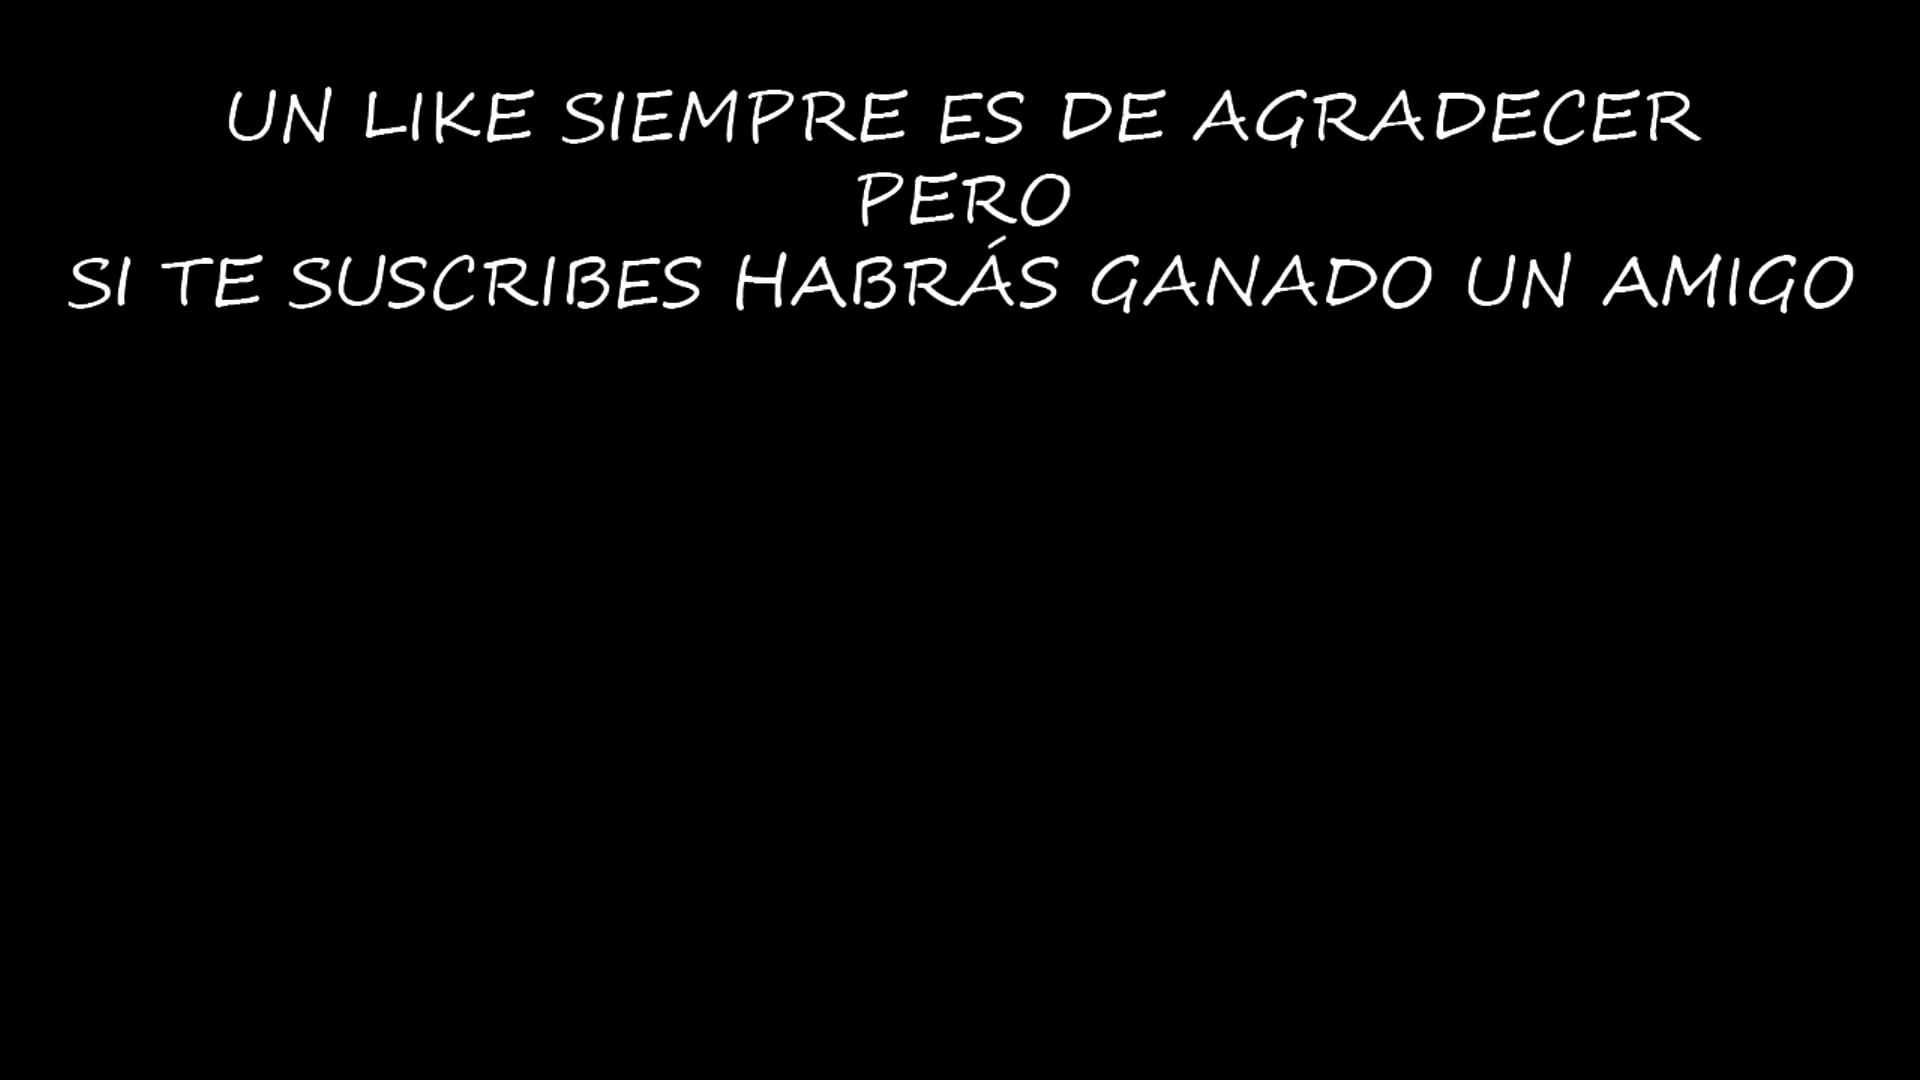 UN LIKE SIEMPRE ES DE AGRADECER
PERO
SI TE SUSCRIBES HABRÁS GANADO UN AMIGO